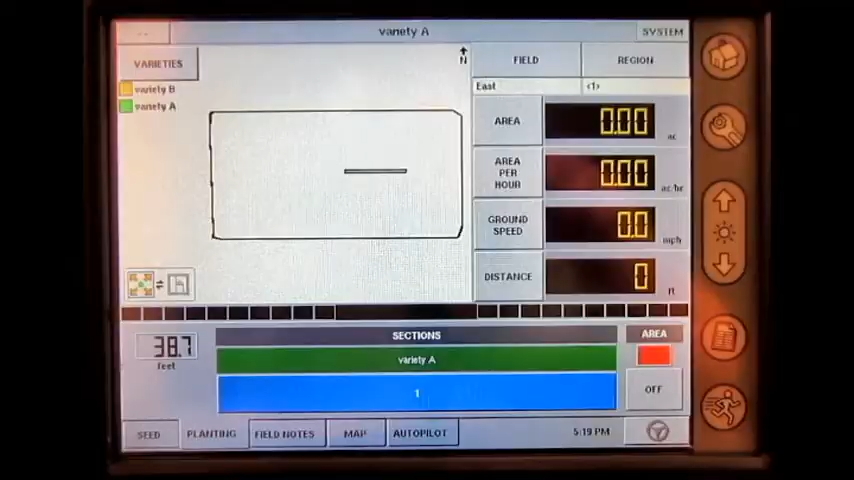 variety A
SYSTEM
VARIETIES
N
FIELD
REGION
variety B
East
<1>
variety A
AREA
0.00
ac
AREA
PER
HOUR
0.00
ac/hr
GROUND
SPEED
0.0
mph
DISTANCE
0
ft
SECTIONS
AREA
38.7
feet
variety A
1
OFF
SEED
PLANTING
FIELD NOTES
MAP
AUTOPILOT
5:19 PM